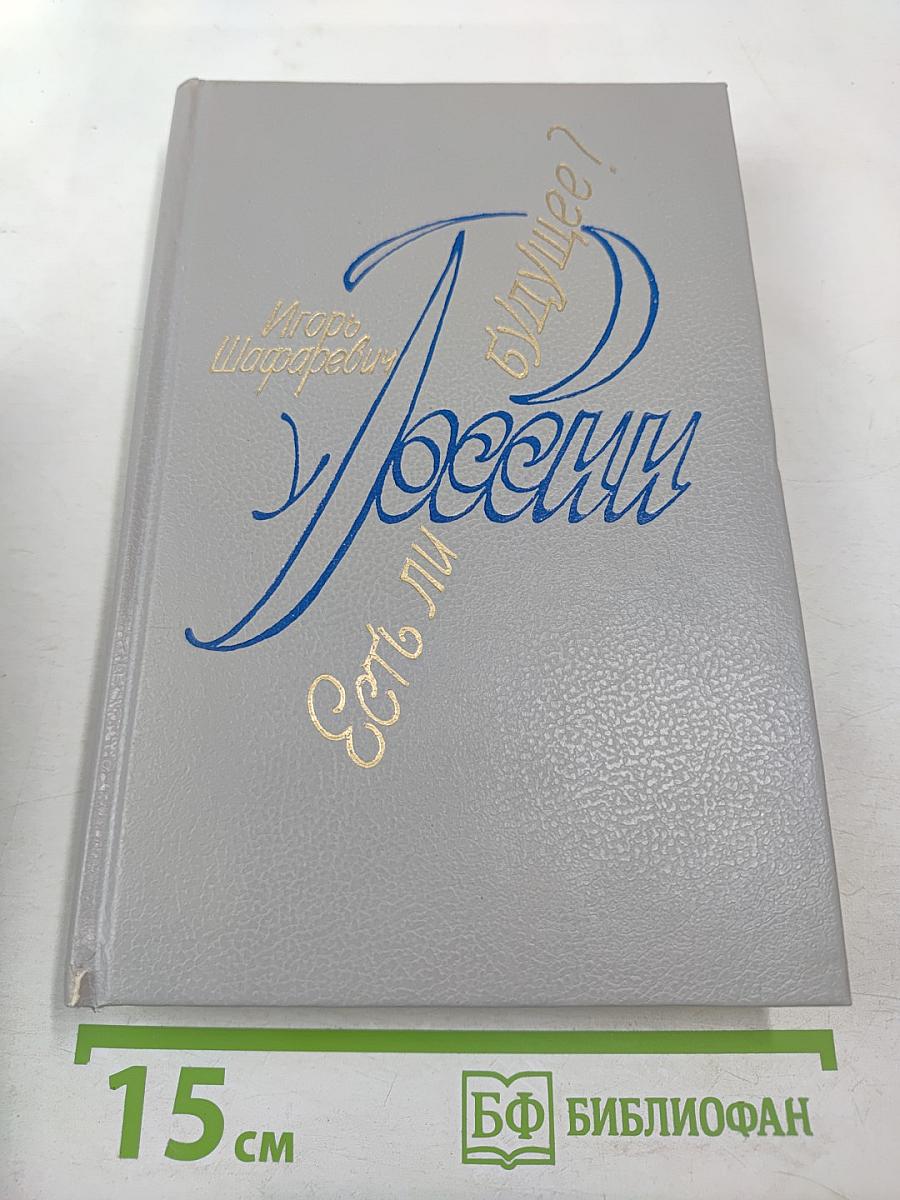 Игорь
Шафаревич
Есть ли
у России
будущее?
15 см
БФ БИБЛИОФАН